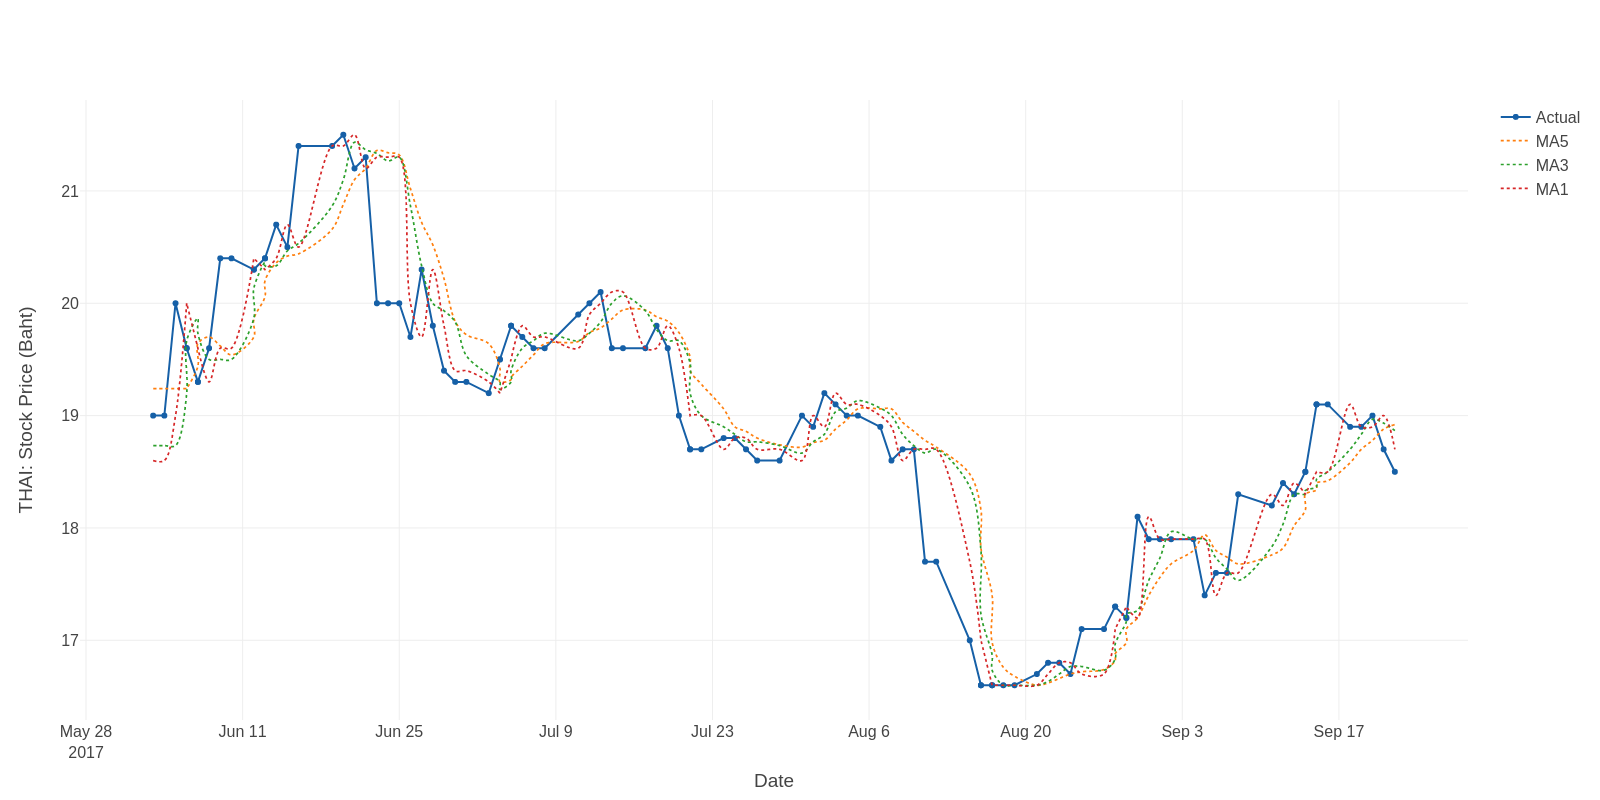 Actual
MA5
MA3
MA1
THAI: Stock Price (Baht)
21
20
19
18
17
May 28 Jun 11 Jun 25 Jul 9 Jul 23 Aug 6 Aug 20 Sep 3 Sep 17
2017
Date